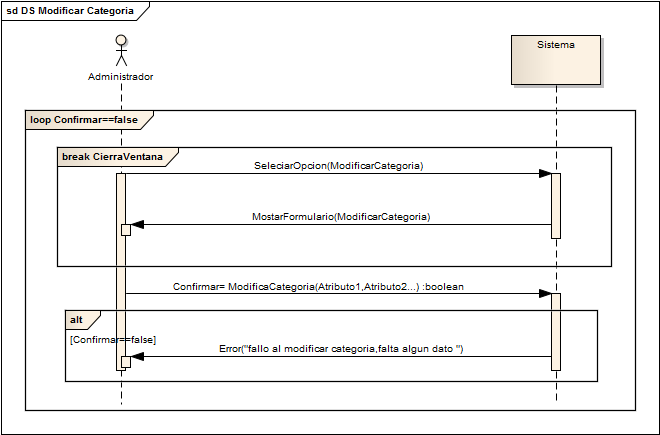 sd DS Modificar Categoria
Sistema
Administrador
loop Confirmar==false
break CierraVentana
SeleciarOpcion(ModificarCategoria)
MostarFormulario(ModificarCategoria)
Confirmar= ModificaCategoria(Atributo1,Atributo2...) :boolean
alt
[Confirmar==false]
Error("fallo al modificar categoria,falta algun dato ")